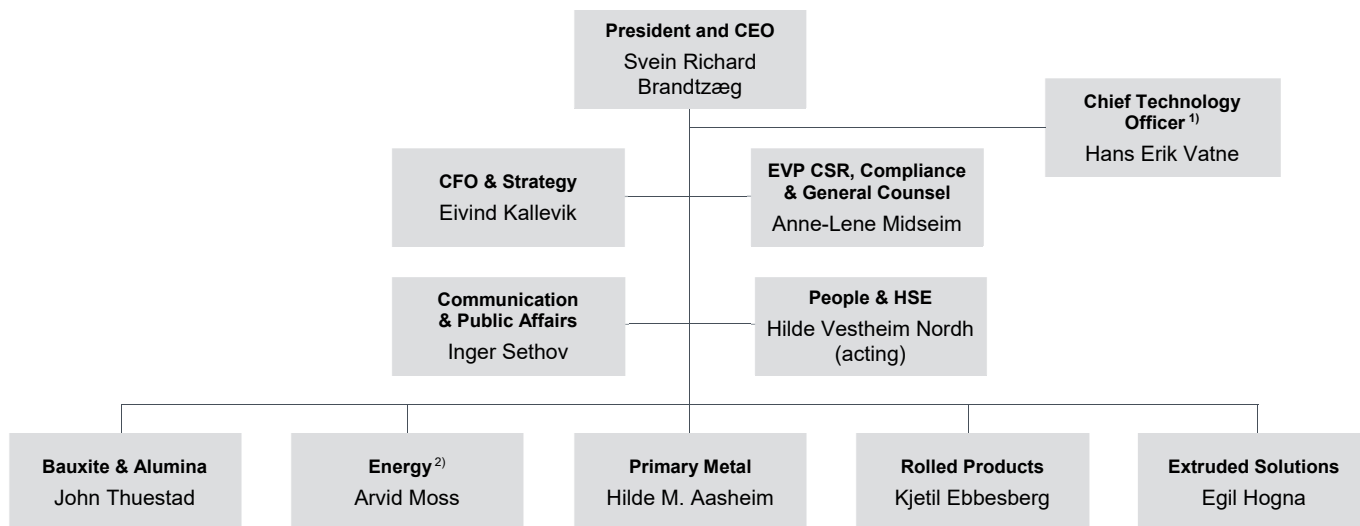 President and CEO
Svein Richard
Brandtzæg
Chief Technology
Officer 1)
Hans Erik Vatne
CFO & Strategy
Eivind Kallevik
EVP CSR, Compliance
& General Counsel
Anne-Lene Midseim
Communication
& Public Affairs
Inger Sethov
People & HSE
Hilde Vestheim Nordh
(acting)
Bauxite & Alumina
John Thuestad
Energy 2)
Arvid Moss
Primary Metal
Hilde M. Aasheim
Rolled Products
Kjetil Ebbesberg
Extruded Solutions
Egil Hogna